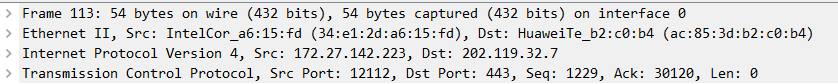 Frame 113: 54 bytes on wire (432 bits), 54 bytes captured (432 bits) on interface 0
Ethernet II, Src: IntelCor_a6:15:fd (34:e1:2d:a6:15:fd), Dst: HuaweiTe_b2:c0:b4 (ac:85:3d:b2:c0:b4)
Internet Protocol Version 4, Src: 172.27.142.223, Dst: 202.119.32.7
Transmission Control Protocol, Src Port: 12112, Dst Port: 443, Seq: 1229, Ack: 30120, Len: 0